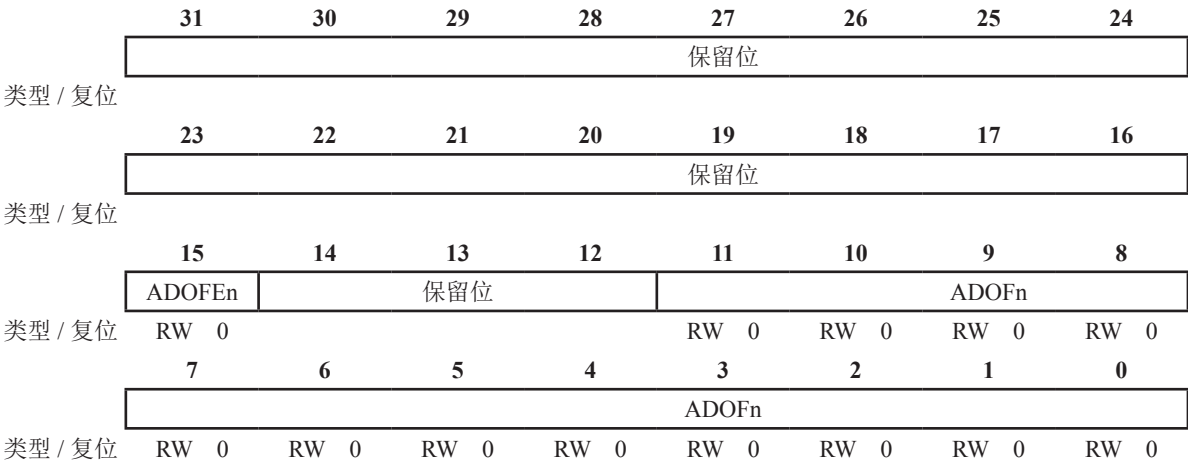 31 30 29 28 27 26 25 24
保留位
类型 / 复位
23 22 21 20 19 18 17 16
保留位
类型 / 复位
15 14 13 12 11 10 9 8
ADOFEn 保留位 ADOFn
类型 / 复位 RW 0 RW 0 RW 0 RW 0 RW 0
7 6 5 4 3 2 1 0
ADOFn
类型 / 复位 RW 0 RW 0 RW 0 RW 0 RW 0 RW 0 RW 0 RW 0